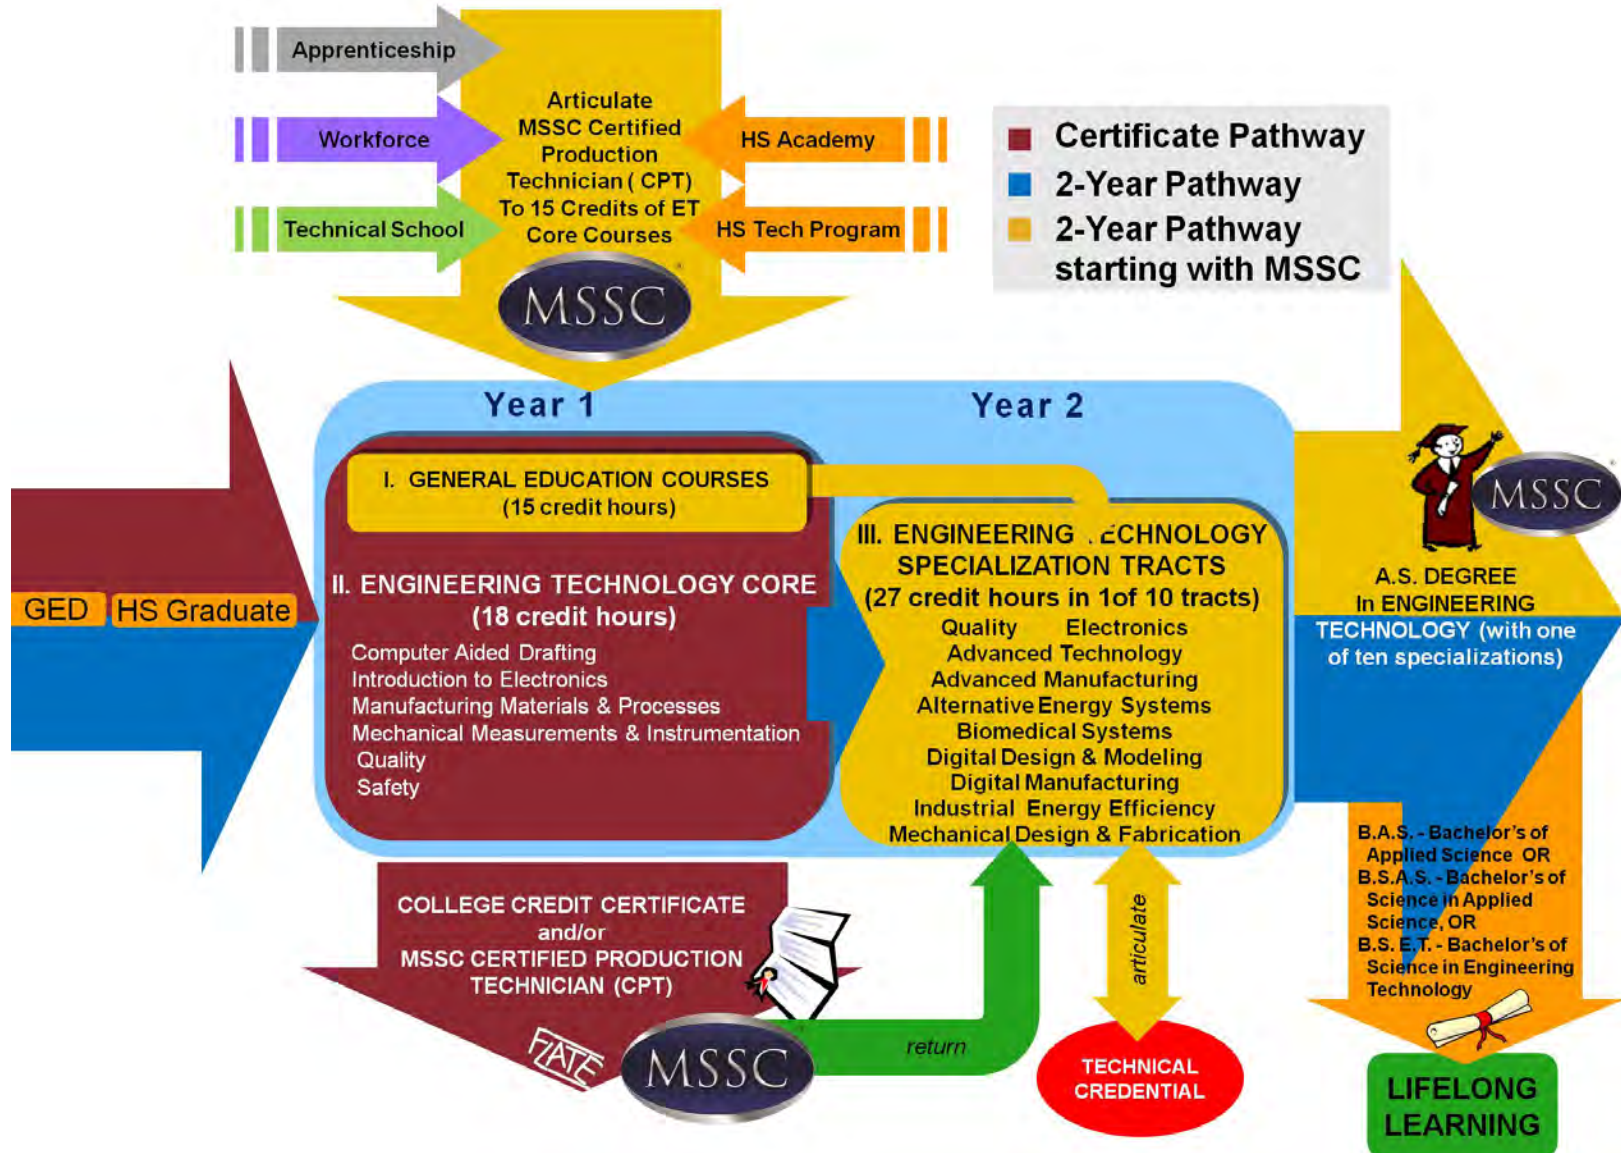 Apprenticeship
Workforce
Technical School
Articulate
MSSC Certified
Production
Technician ( CPT)
To 15 Credits of ET
Core Courses
MSSC
HS Academy
HS Tech Program
Certificate Pathway
2-Year Pathway
2-Year Pathway
starting with MSSC
GED
HS Graduate
Year 1
Year 2
I. GENERAL EDUCATION COURSES
(15 credit hours)
II. ENGINEERING TECHNOLOGY CORE
(18 credit hours)
Computer Aided Drafting
Introduction to Electronics
Manufacturing Materials & Processes
Mechanical Measurements & Instrumentation
Quality
Safety
III. ENGINEERING .ECHNOLOGY
SPECIALIZATION TRACTS
(27 credit hours in 1of 10 tracts)
Quality Electronics
Advanced Technology
Advanced Manufacturing
Alternative Energy Systems
Biomedical Systems
Digital Design & Modeling
Digital Manufacturing
Industrial Energy Efficiency
Mechanical Design & Fabrication
MSSC
A.S. DEGREE
In ENGINEERING
TECHNOLOGY (with one
of ten specializations)
COLLEGE CREDIT CERTIFICATE
and/or
MSSC CERTIFIED PRODUCTION
TECHNICIAN (CPT)
FLATE
MSSC
return
articulate
TECHNICAL
CREDENTIAL
B.A.S. - Bachelor's of
Applied Science OR
B.S.A.S. - Bachelor's of
Science in Applied
Science, OR
B.S.E.T. - Bachelor's of
Science in Engineering
Technology
LIFELONG
LEARNING